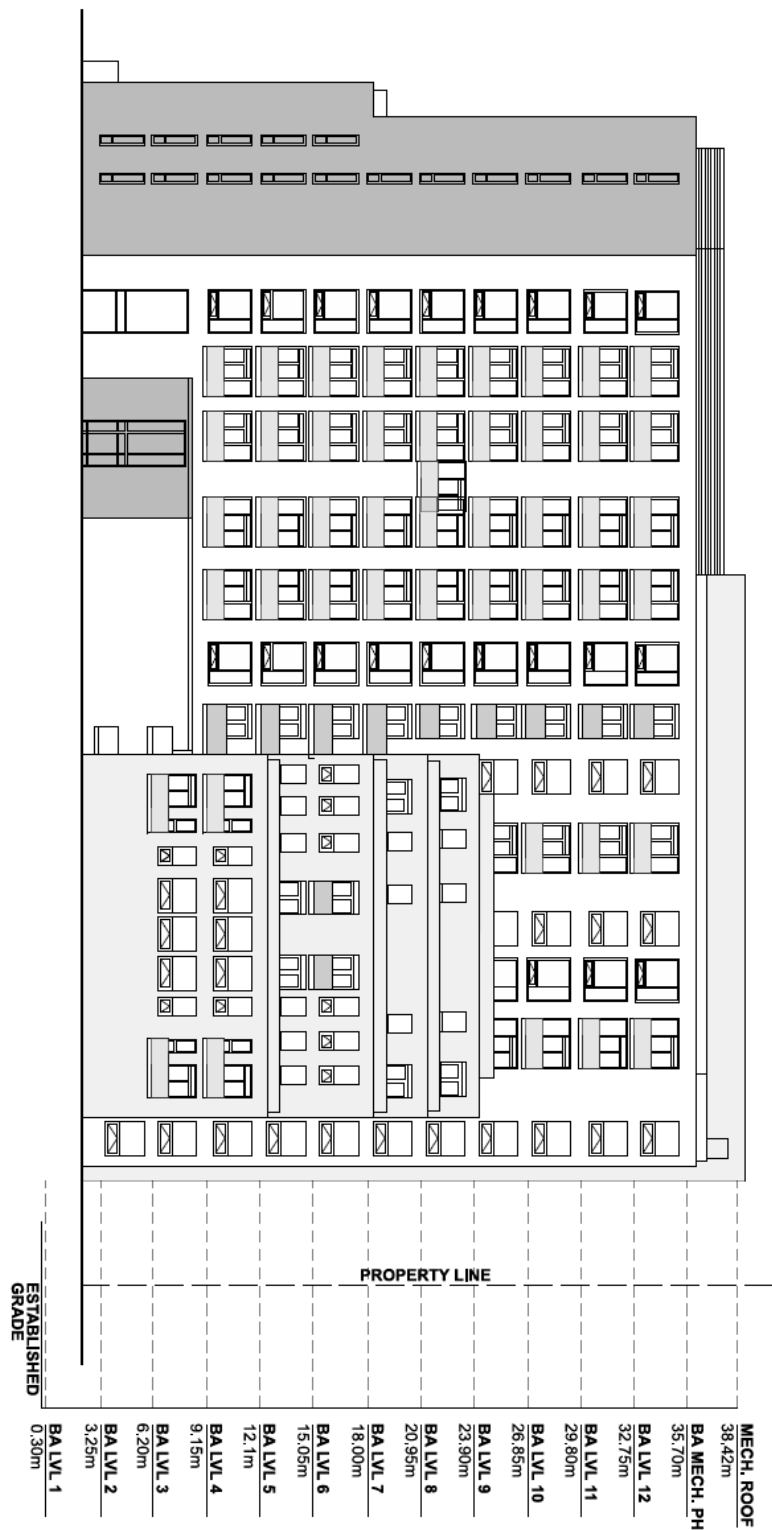 MECH. ROOF
38.42m
BA MECH. PH
35.70m
BA LVL 12
32.75m
BA LVL 11
29.80m
BA LVL 10
26.85m
BA LVL 9
23.90m
BA LVL 8
20.95m
BA LVL 7
18.00m
BA LVL 6
15.05m
BA LVL 5
12.1m
BA LVL 4
9.15m
BA LVL 3
6.20m
BA LVL 2
3.25m
BA LVL 1
0.30m
ESTABLISHED
GRADE
PROPERTY LINE